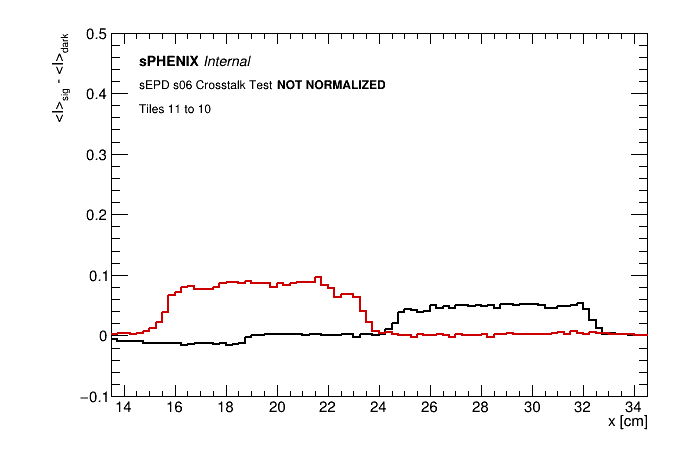 0.5
<I>sig - <I>dark
sPHENIX Internal
sEPD s06 Crosstalk Test NOT NORMALIZED
0.4
Tiles 11 to 10
0.3
0.2
0.1
0
−0.1
14 16 18 20 22 24 26 28 30 32 34
x [cm]